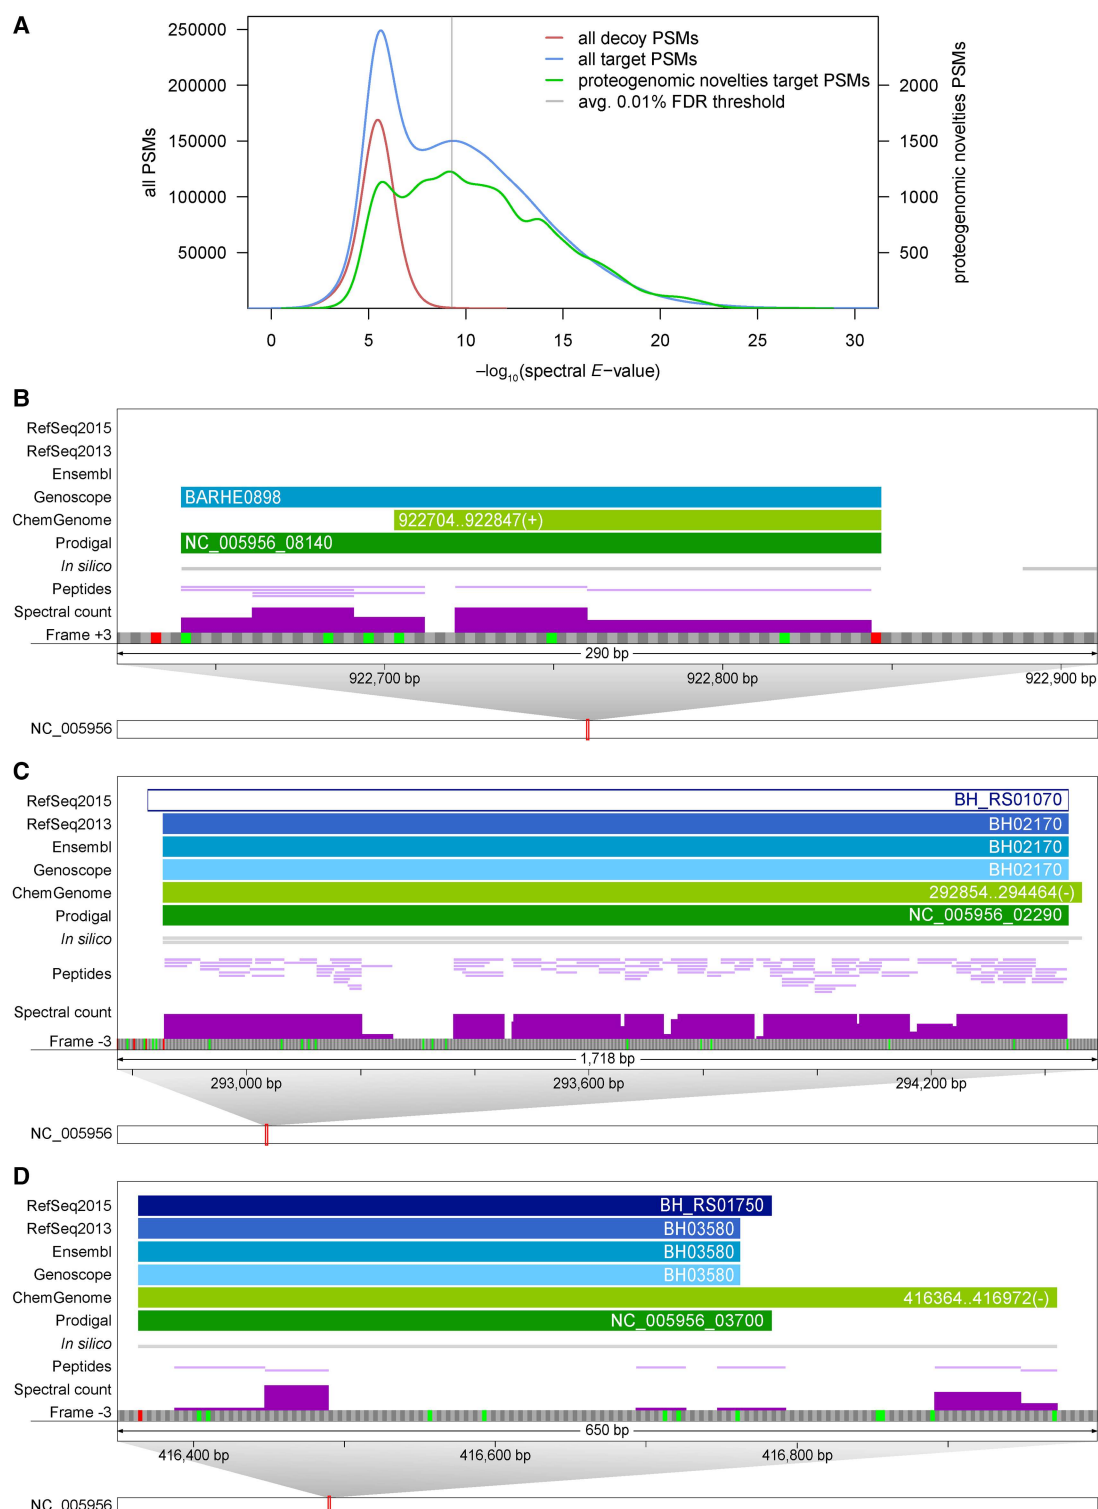 A
250000
200000
150000
100000
50000
all PSMs
all decoy PSMs
all target PSMs
proteogenomic novelties target PSMs
avg. 0.01% FDR threshold
2000
1500
1000
500
proteogenomic novelties PSMs
0 5 10 15 20 25 30
–log10(spectral E−value)
B
RefSeq2015
RefSeq2013
Ensembl
Genoscope BARHE0898
ChemGenome 922704..922847(+)
Prodigal NC_005956_08140
In silico
Peptides
Spectral count
Frame +3
290 bp
922,700 bp 922,800 bp 922,900 bp
NC_005956
C
RefSeq2015 BH_RS01070
RefSeq2013 BH02170
Ensembl BH02170
Genoscope BH02170
ChemGenome 292854..294464(-)
Prodigal NC_005956_02290
In silico
Peptides
Spectral count
Frame -3
1,718 bp
293,000 bp 293,600 bp 294,200 bp
NC_005956
D
RefSeq2015 BH_RS01750
RefSeq2013 BH03580
Ensembl BH03580
Genoscope BH03580
ChemGenome 416364..416972(-)
Prodigal NC_005956_03700
In silico
Peptides
Spectral count
Frame -3
650 bp
416,400 bp 416,600 bp 416,800 bp
NC_005956